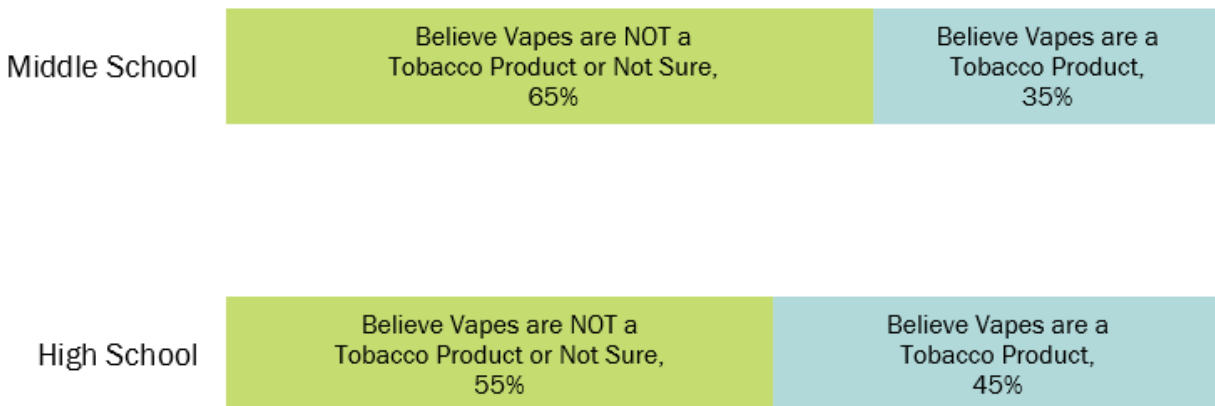 Middle School
Believe Vapes are NOT a
Tobacco Product or Not Sure,
65%
Believe Vapes are a
Tobacco Product,
35%
High School
Believe Vapes are NOT a
Tobacco Product or Not Sure,
55%
Believe Vapes are a
Tobacco Product,
45%